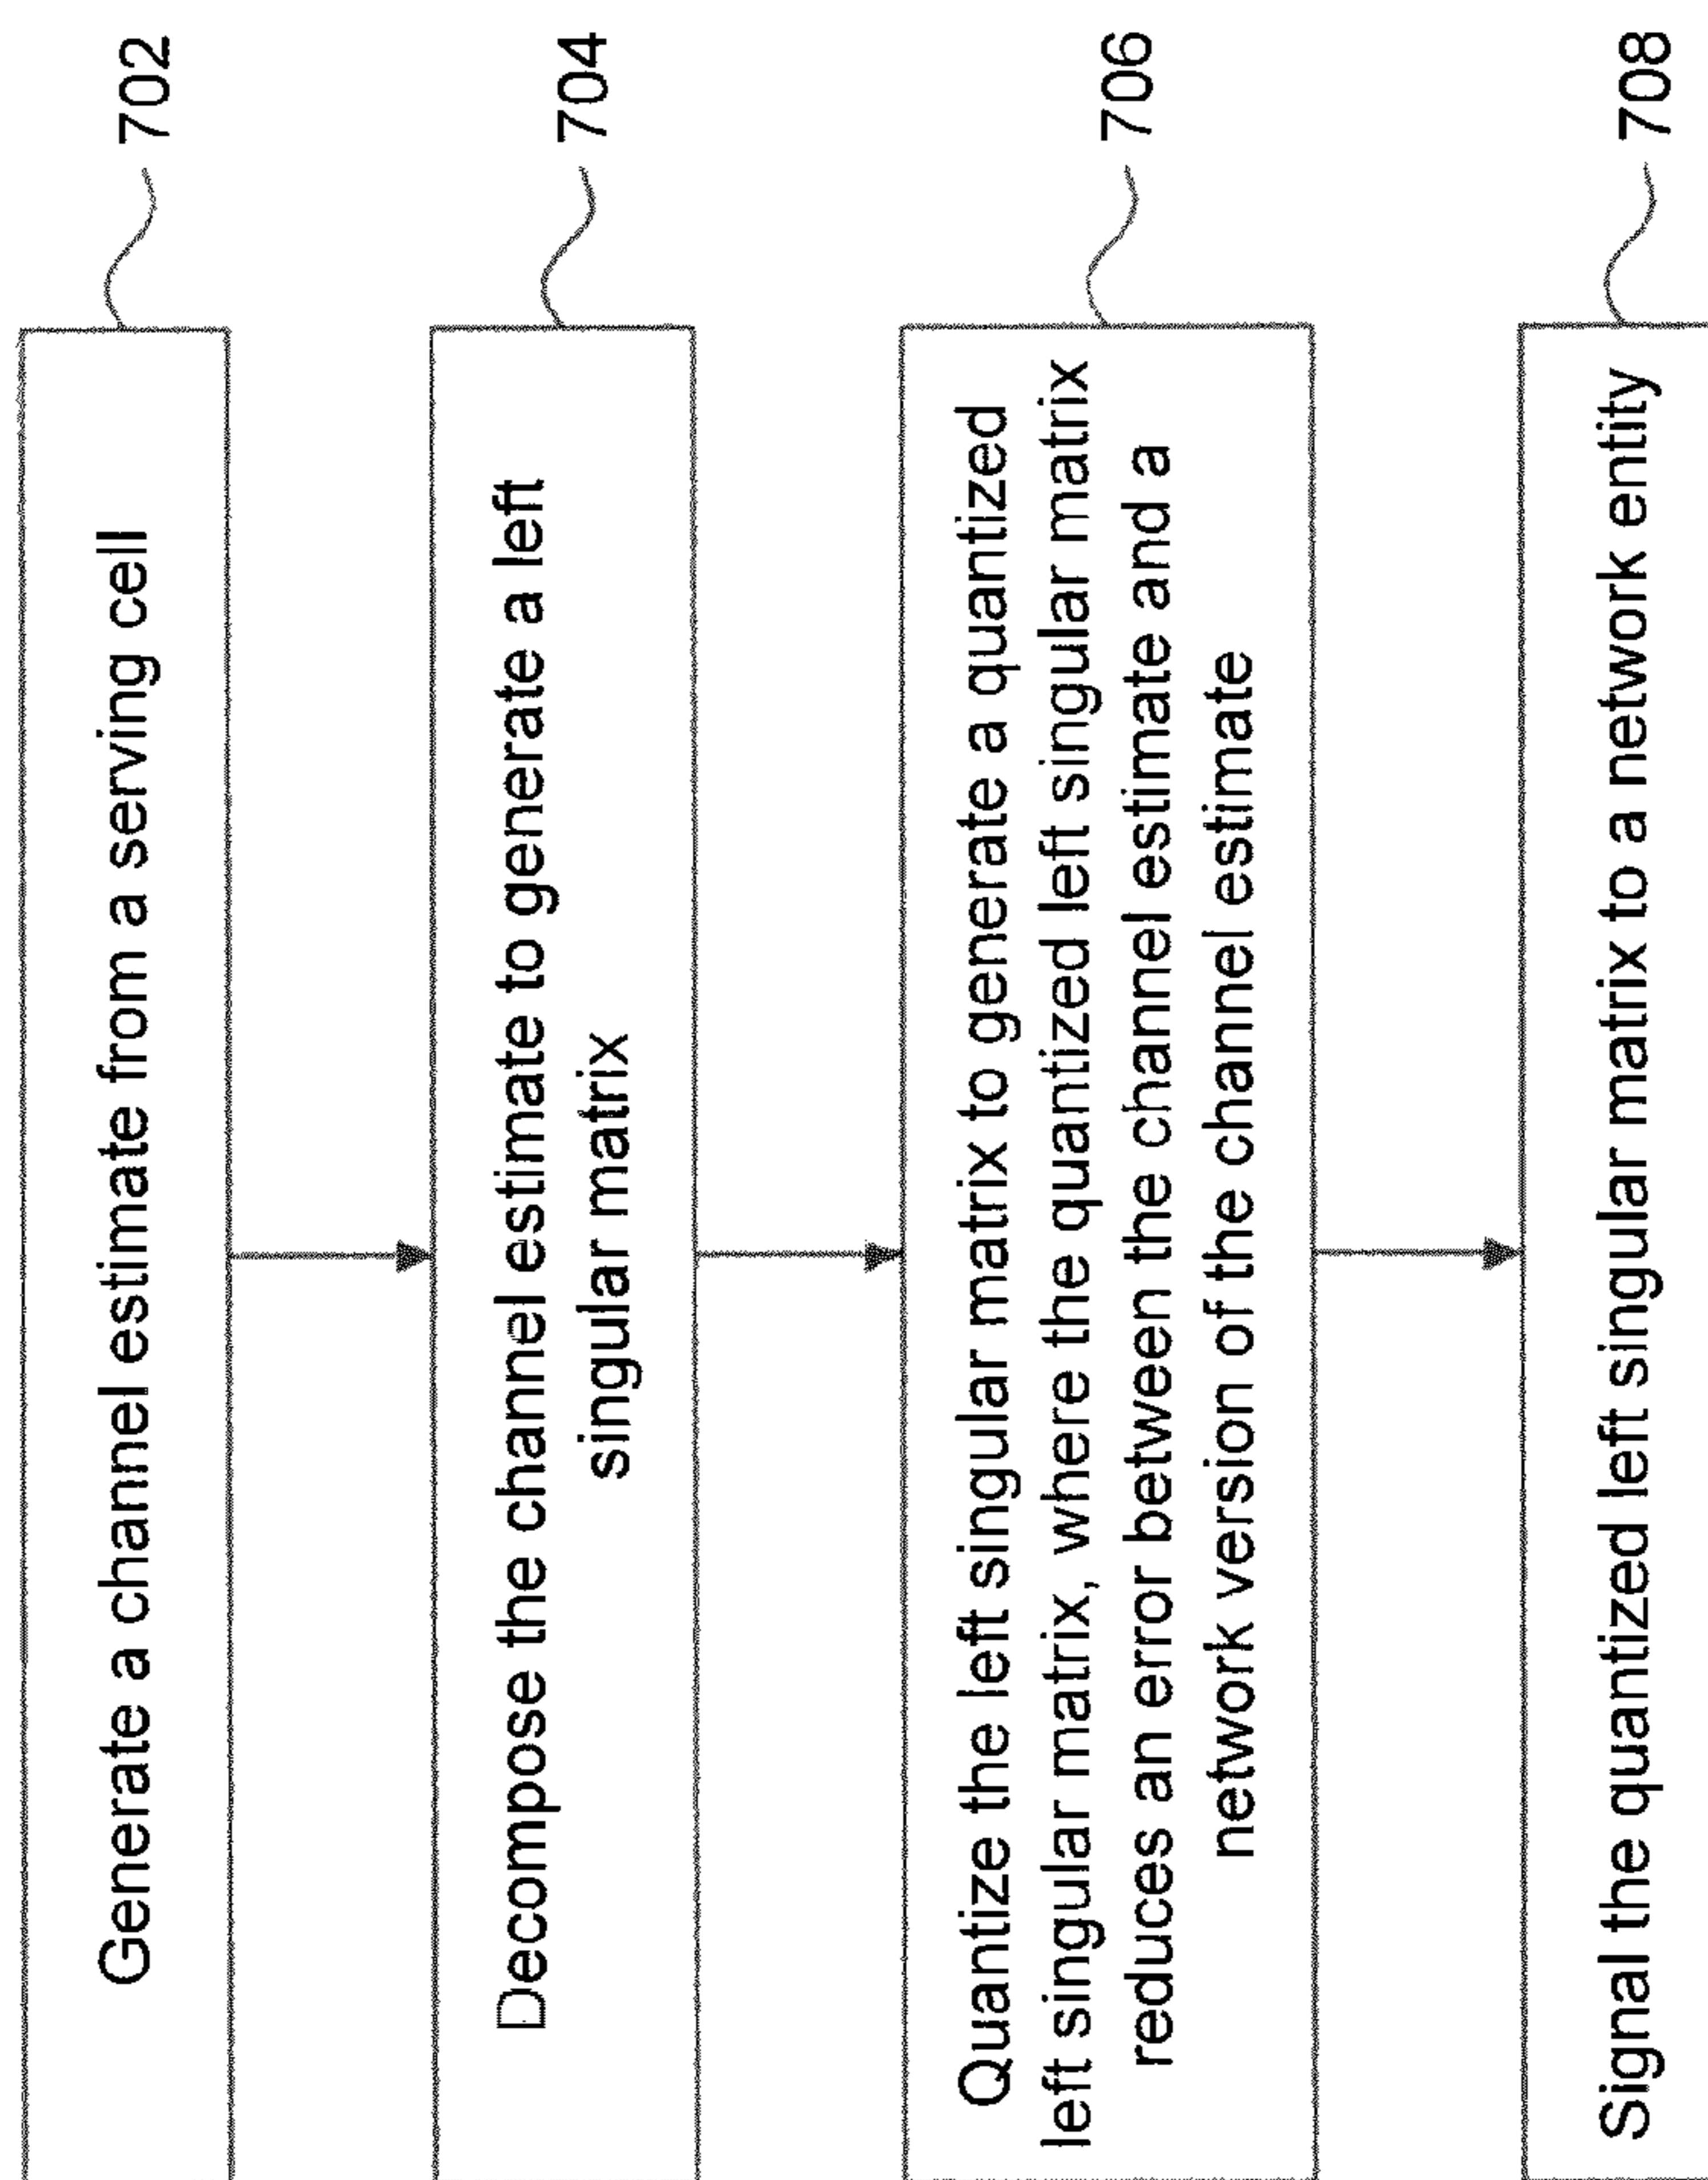 702
Generate a channel estimate from a serving cell
704
Decompose the channel estimate to generate a left
singular matrix
706
Quantize the left singular matrix to generate a quantized
left singular matrix, where the quantized left singular matrix
reduces an error between the channel estimate and a
network version of the channel estimate
708
Signal the quantized left singular matrix to a network entity